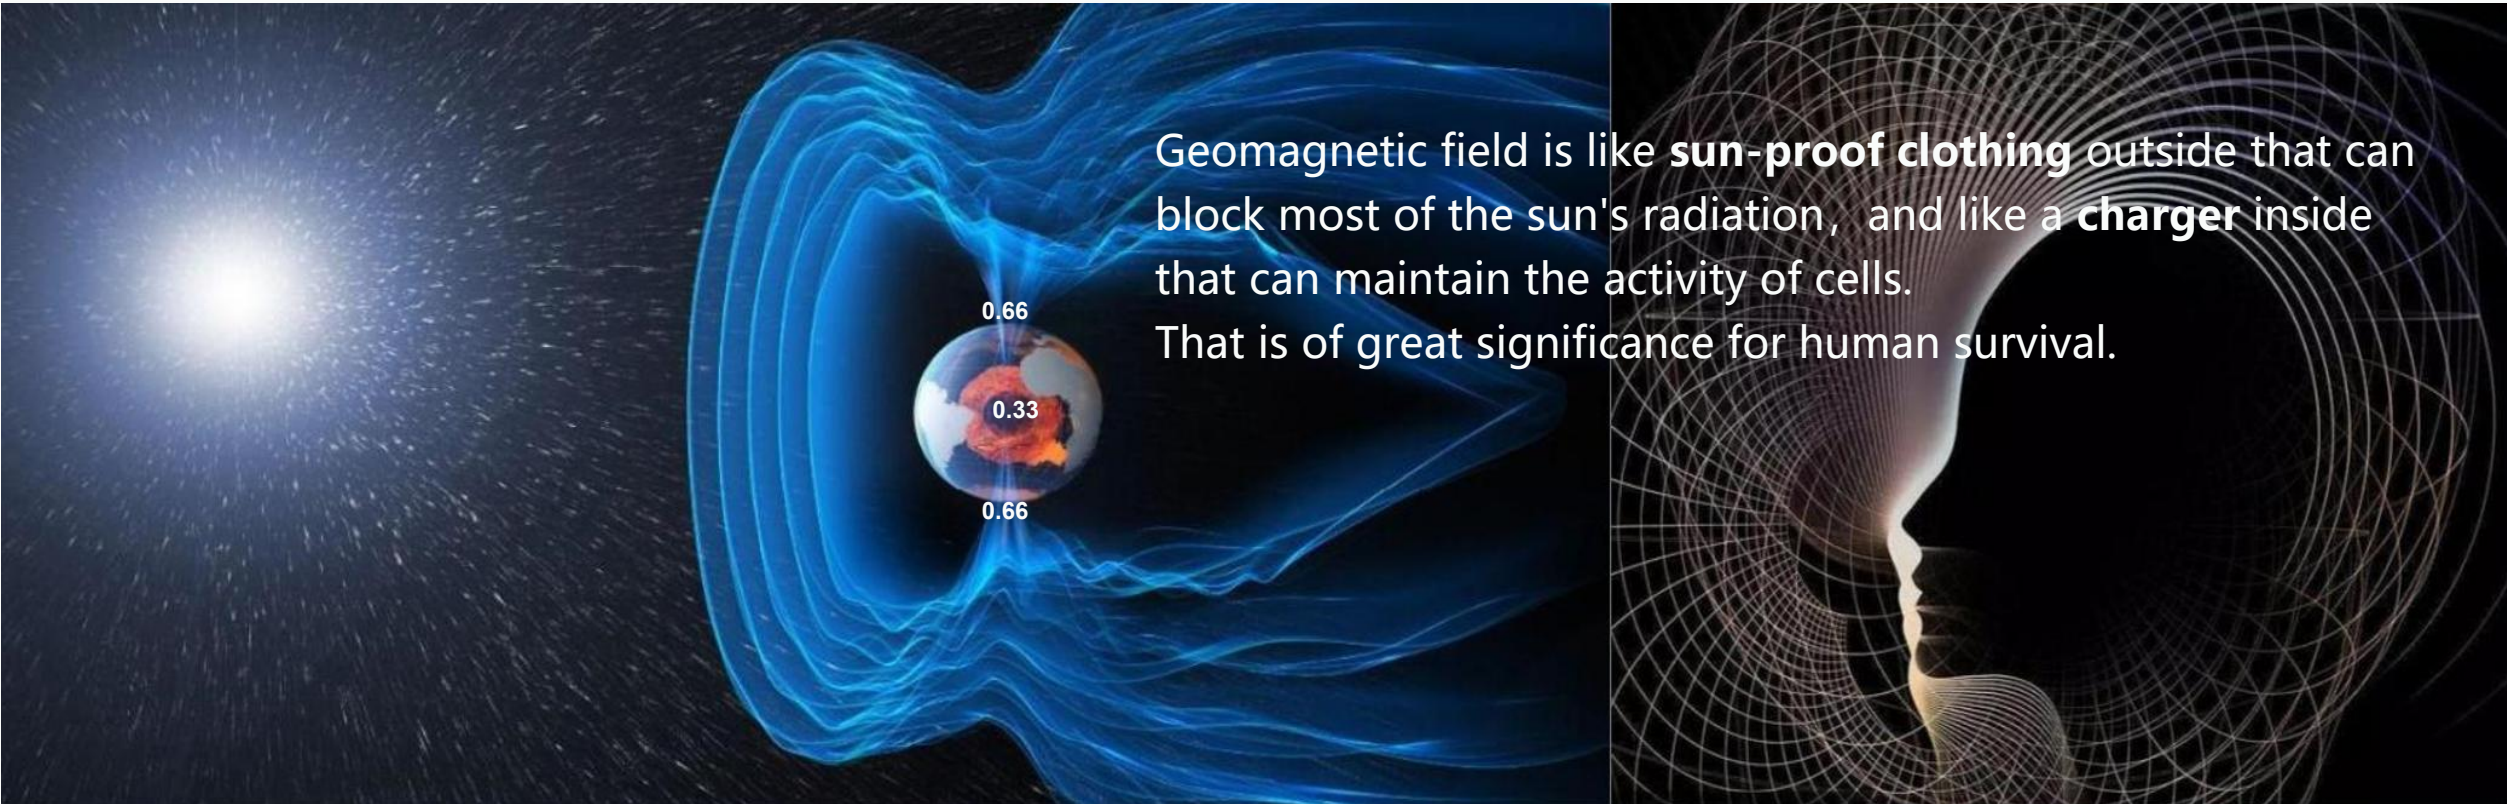 Geomagnetic field is like sun-proof clothing outside that can
block most of the sun's radiation，and like a charger inside
that can maintain the activity of cells.
That is of great significance for human survival.
0.66
0.33
0.66